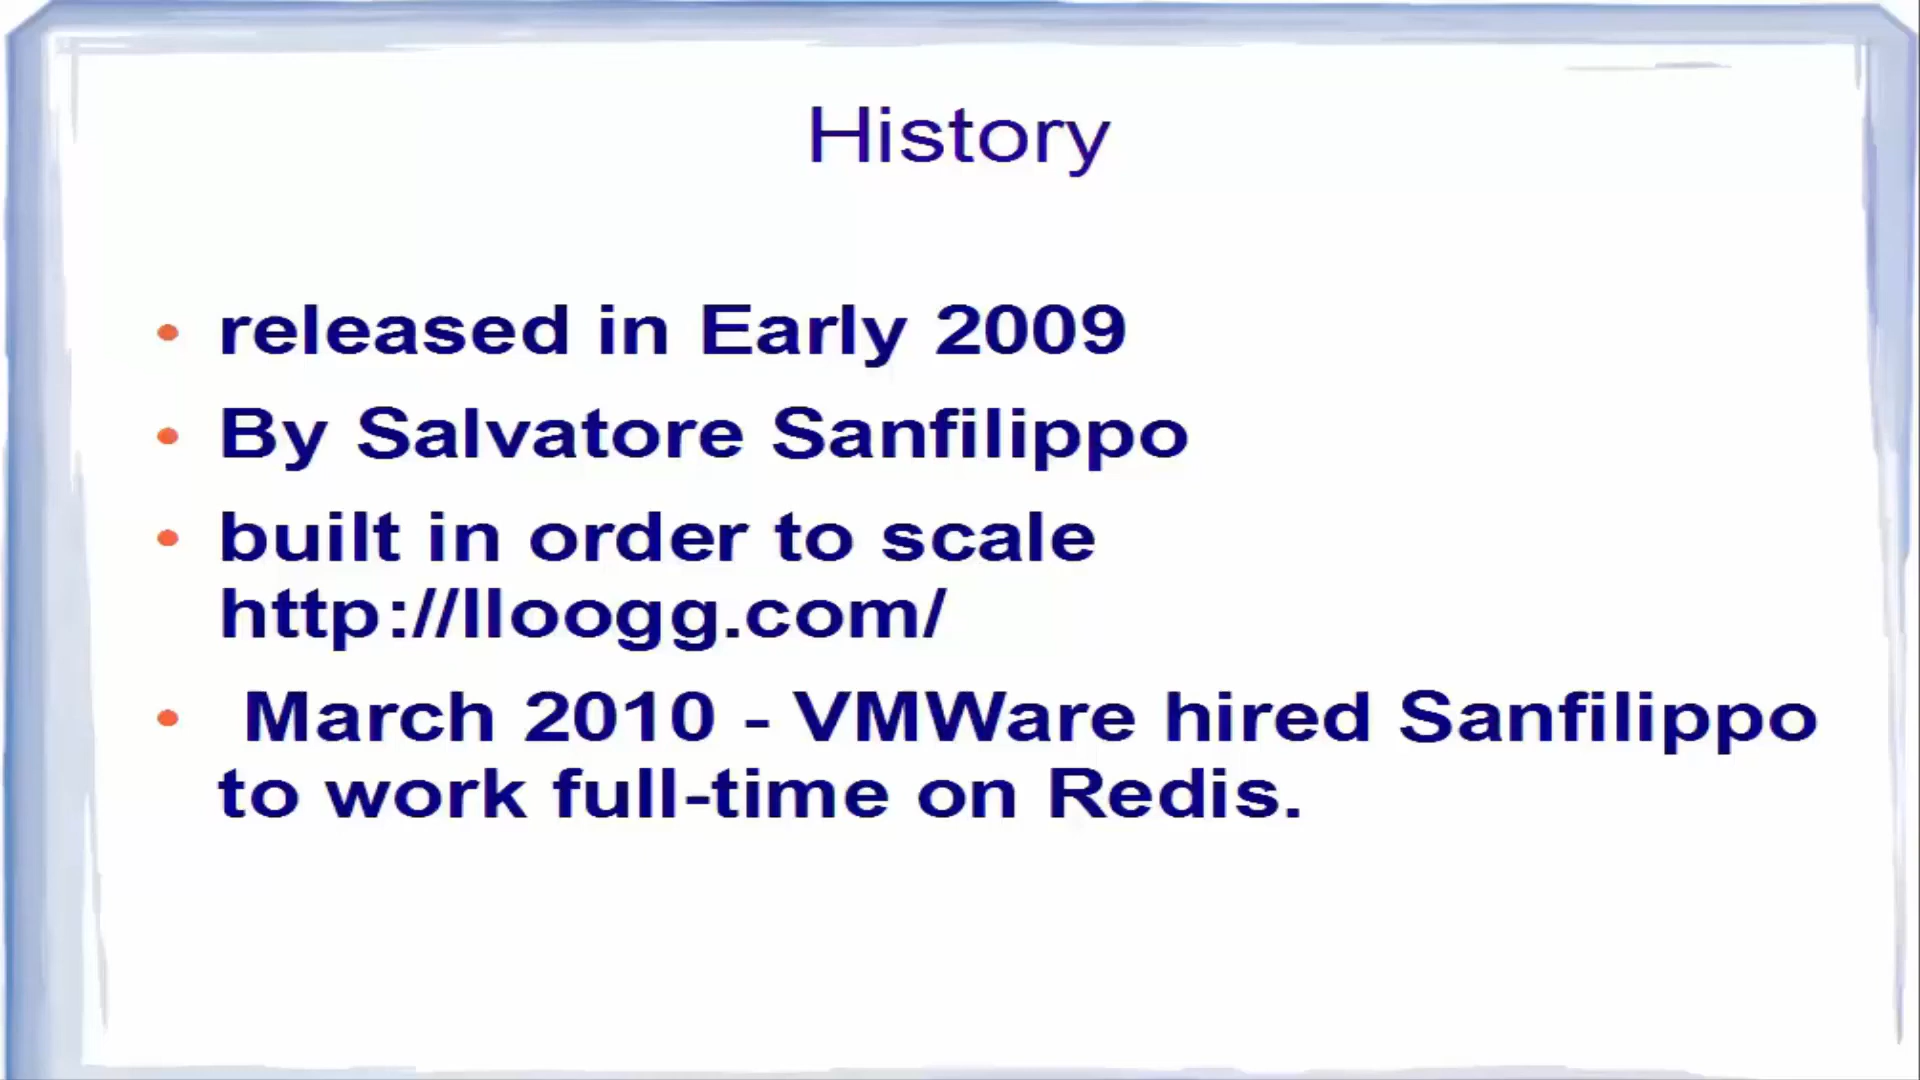 History
• released in Early 2009
• By Salvatore Sanfilippo
• built in order to scale
http://lloogg.com/
• March 2010 - VMWare hired Sanfilippo
to work full-time on Redis.